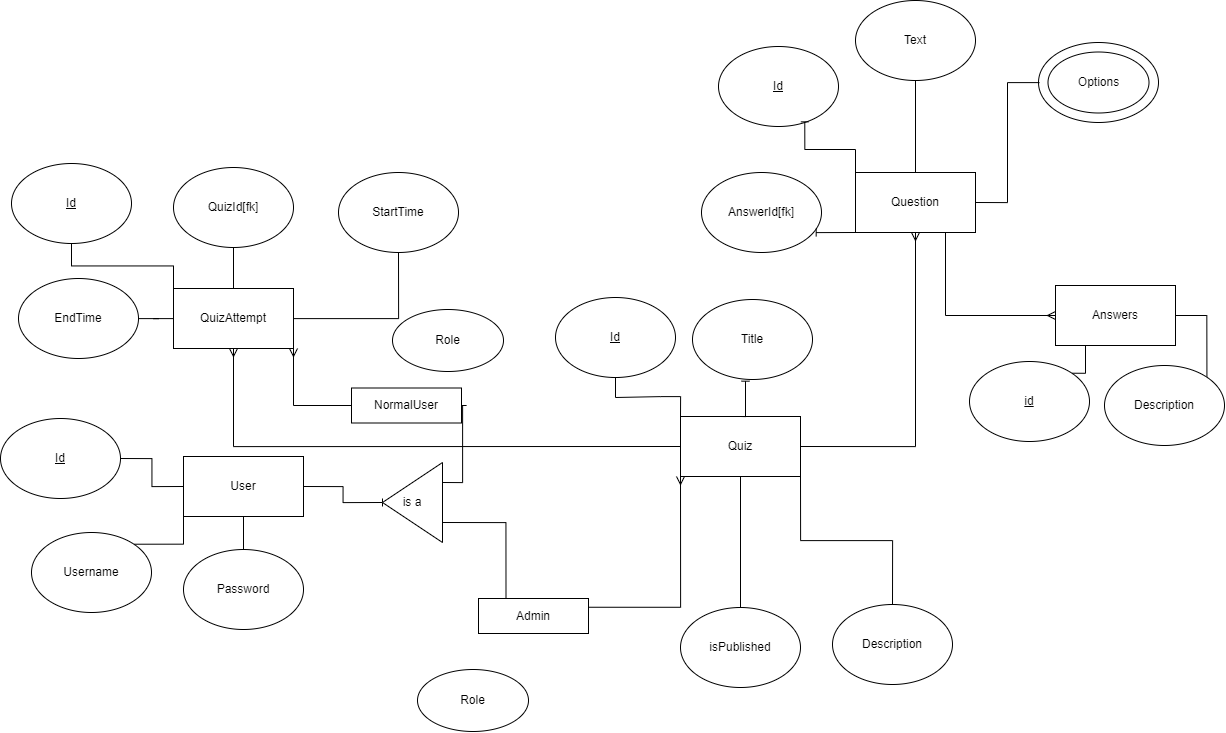 Text
Id
Options
Id
QuizId[fk]
StartTime
AnswerId[fk]
Question
EndTime
QuizAttempt
Role
Id
Title
Answers
NormalUser
id
Description
Id
User
is a
Quiz
Username
Password
Admin
isPublished
Description
Role